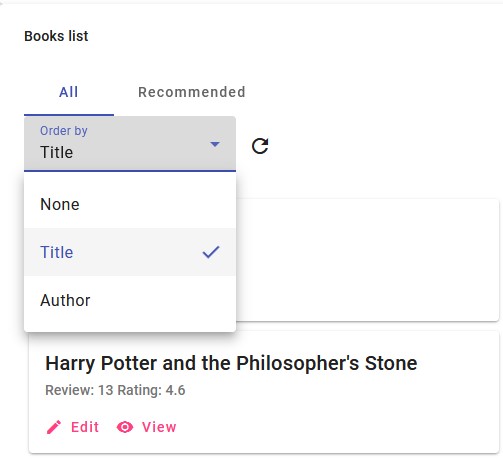 Books list
All Recommended
Order by
Title
None
Title
Author
Harry Potter and the Philosopher's Stone
Review: 13 Rating: 4.6
Edit View